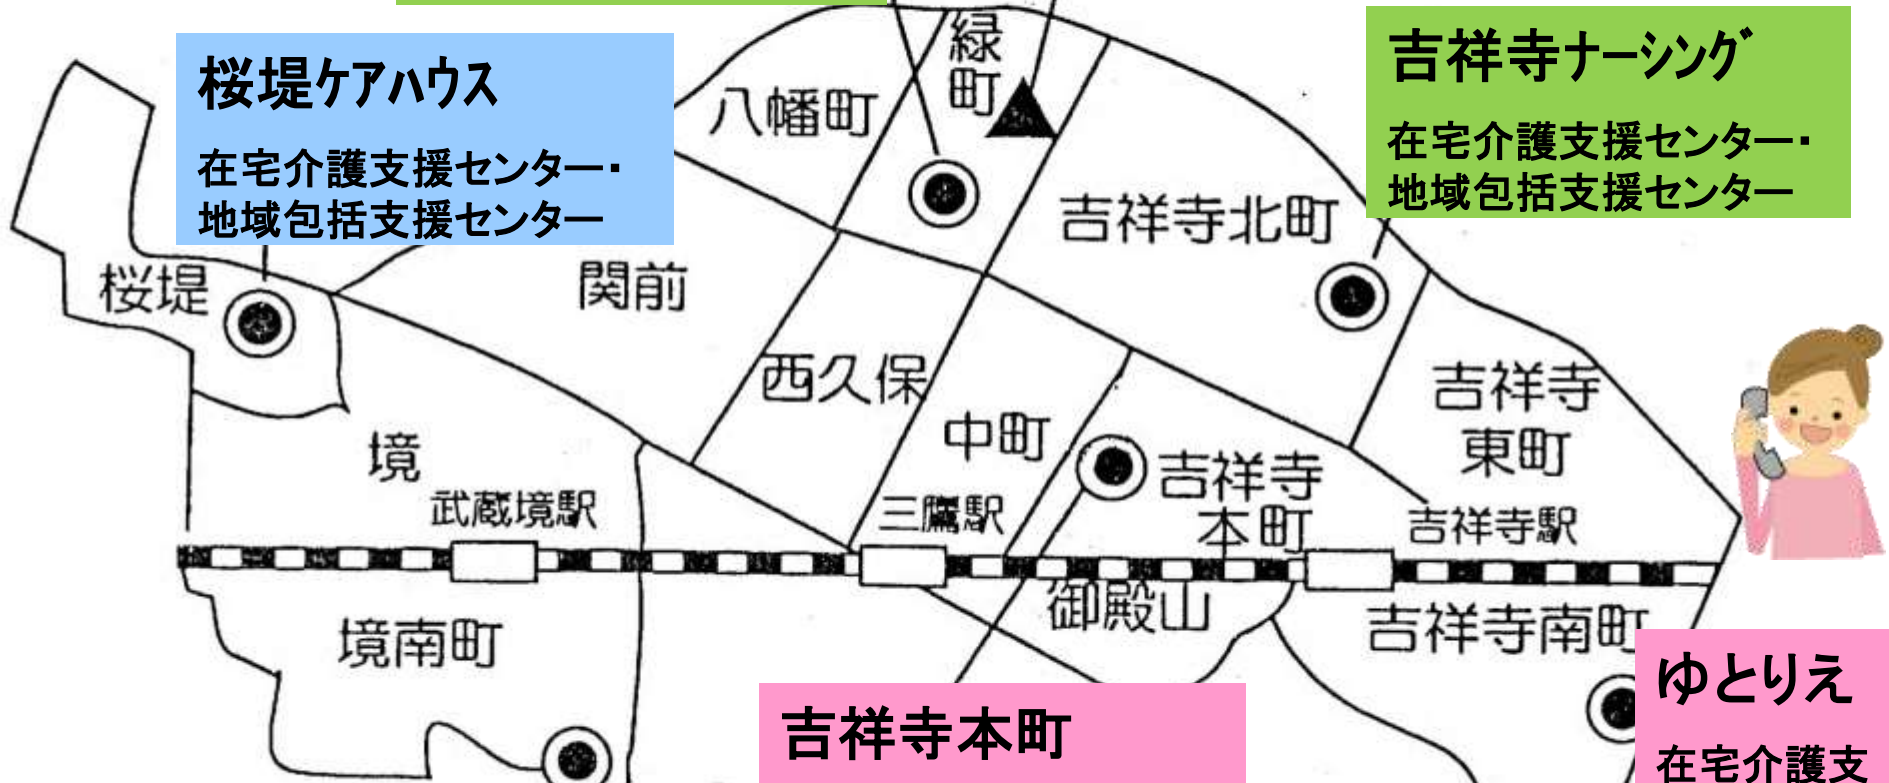 桜堤ケアハウス
在宅介護支援センター・
地域包括支援センター
緑
町
八幡町
吉祥寺ナーシング
在宅介護支援センター・
地域包括支援センター
吉祥寺北町
桜堤
関前
西久保
中町
吉祥寺
東町
境
武蔵境駅
三鷹駅
吉祥寺
本町
吉祥寺駅
境南町
御殿山
吉祥寺南町
吉祥寺本町
ゆとりえ
在宅介護支